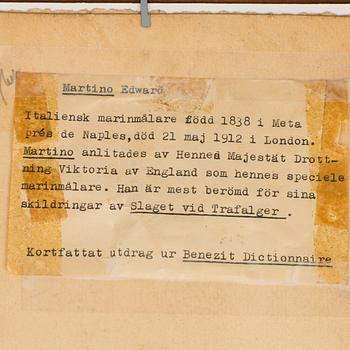 Martino Edward
Italiensk marinmålare född 1838 i Meta
prés de Naples,död 21 maj 1912 i London.
Martino anlitades av Hennes Majestät Drott-
ning Viktoria av England som hennes speciele
marinmålare. Han är mest berömd för sina
skildringar av Slaget vid Trafalger .
Kortfattat utdrag ur Benezit Dictionnaire